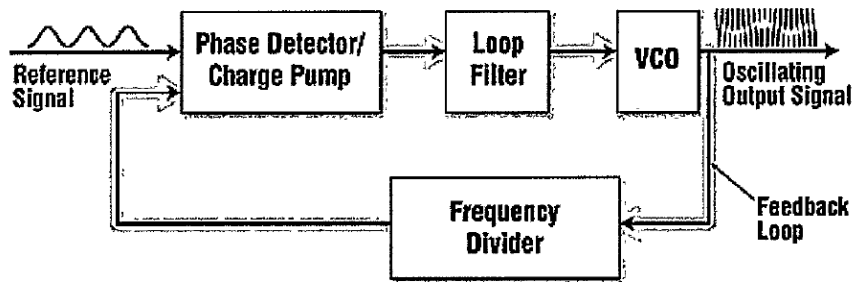 Reference
Signal
Phase Detector/
Charge Pump
Loop
Filter
VCO
Oscillating
Output Signal
Frequency
Divider
Feedback
Loop